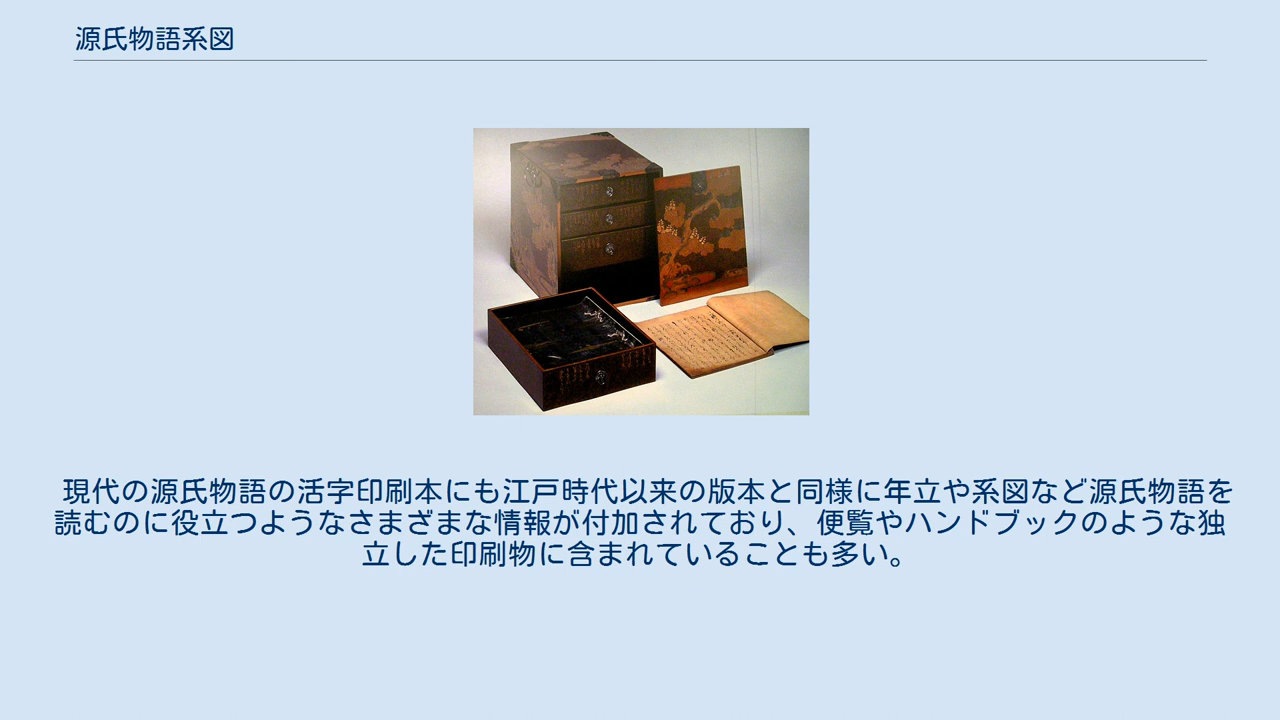 源氏物語系図
現代の源氏物語の活字印刷本にも江戸時代以来の版本と同様に年立や系図など源氏物語を
読むのに役立つようなさまざまな情報が付加されており、便覧やハンドブックのような独
立した印刷物に含まれていることも多い。